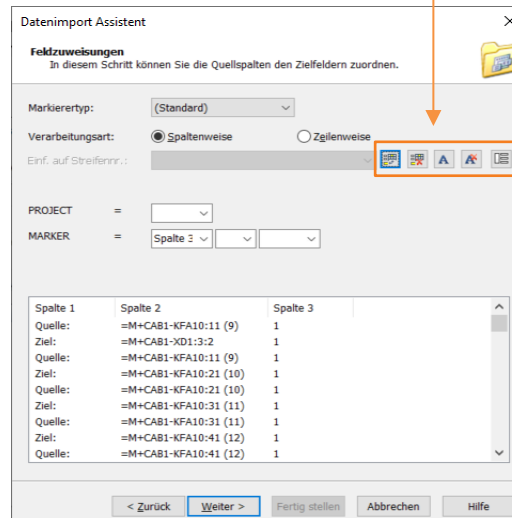 Datenimport Assistent
Feldzuweisungen
In diesem Schritt können Sie die Quellspalten den Zielfeldern zuordnen.
Markierertyp: (Standard)
Verarbeitungsart: Spaltenweise Zeilenweise
Einf. auf Streifennr.:
PROJECT =
MARKER = Spalte 3
Spalte 1 Spalte 2 Spalte 3
Quelle: =M+CAB1-KFA10:11 (9) 1
Ziel: =M+CAB1-XD1:3:2 1
Quelle: =M+CAB1-KFA10:11 (9) 1
Ziel: =M+CAB1-KFA10:21 (10) 1
Quelle: =M+CAB1-KFA10:21 (10) 1
Ziel: =M+CAB1-KFA10:31 (11) 1
Quelle: =M+CAB1-KFA10:31 (11) 1
Ziel: =M+CAB1-KFA10:41 (12) 1
Quelle: =M+CAB1-KFA10:41 (12) 1
< Zurück Weiter > Fertig stellen Abbrechen Hilfe